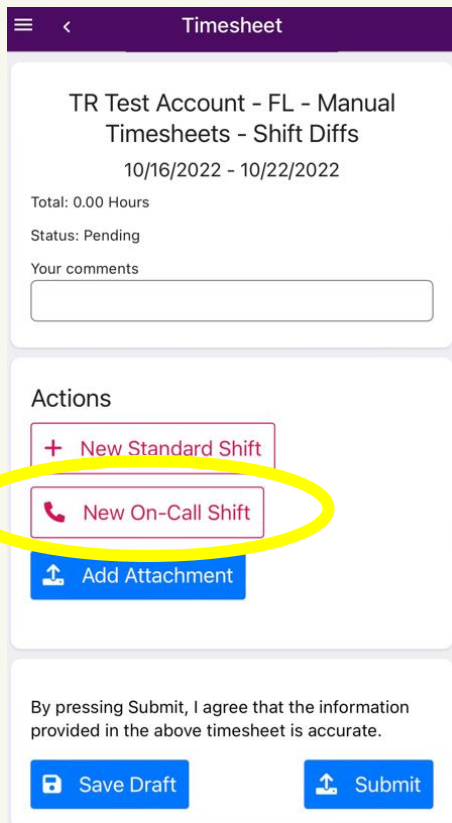 Timesheet
TR Test Account - FL - Manual
Timesheets - Shift Diffs
10/16/2022 - 10/22/2022
Total: 0.00 Hours
Status: Pending
Your comments
Actions
+ New Standard Shift
New On-Call Shift
Add Attachment
By pressing Submit, I agree that the information
provided in the above timesheet is accurate.
Save Draft
Submit